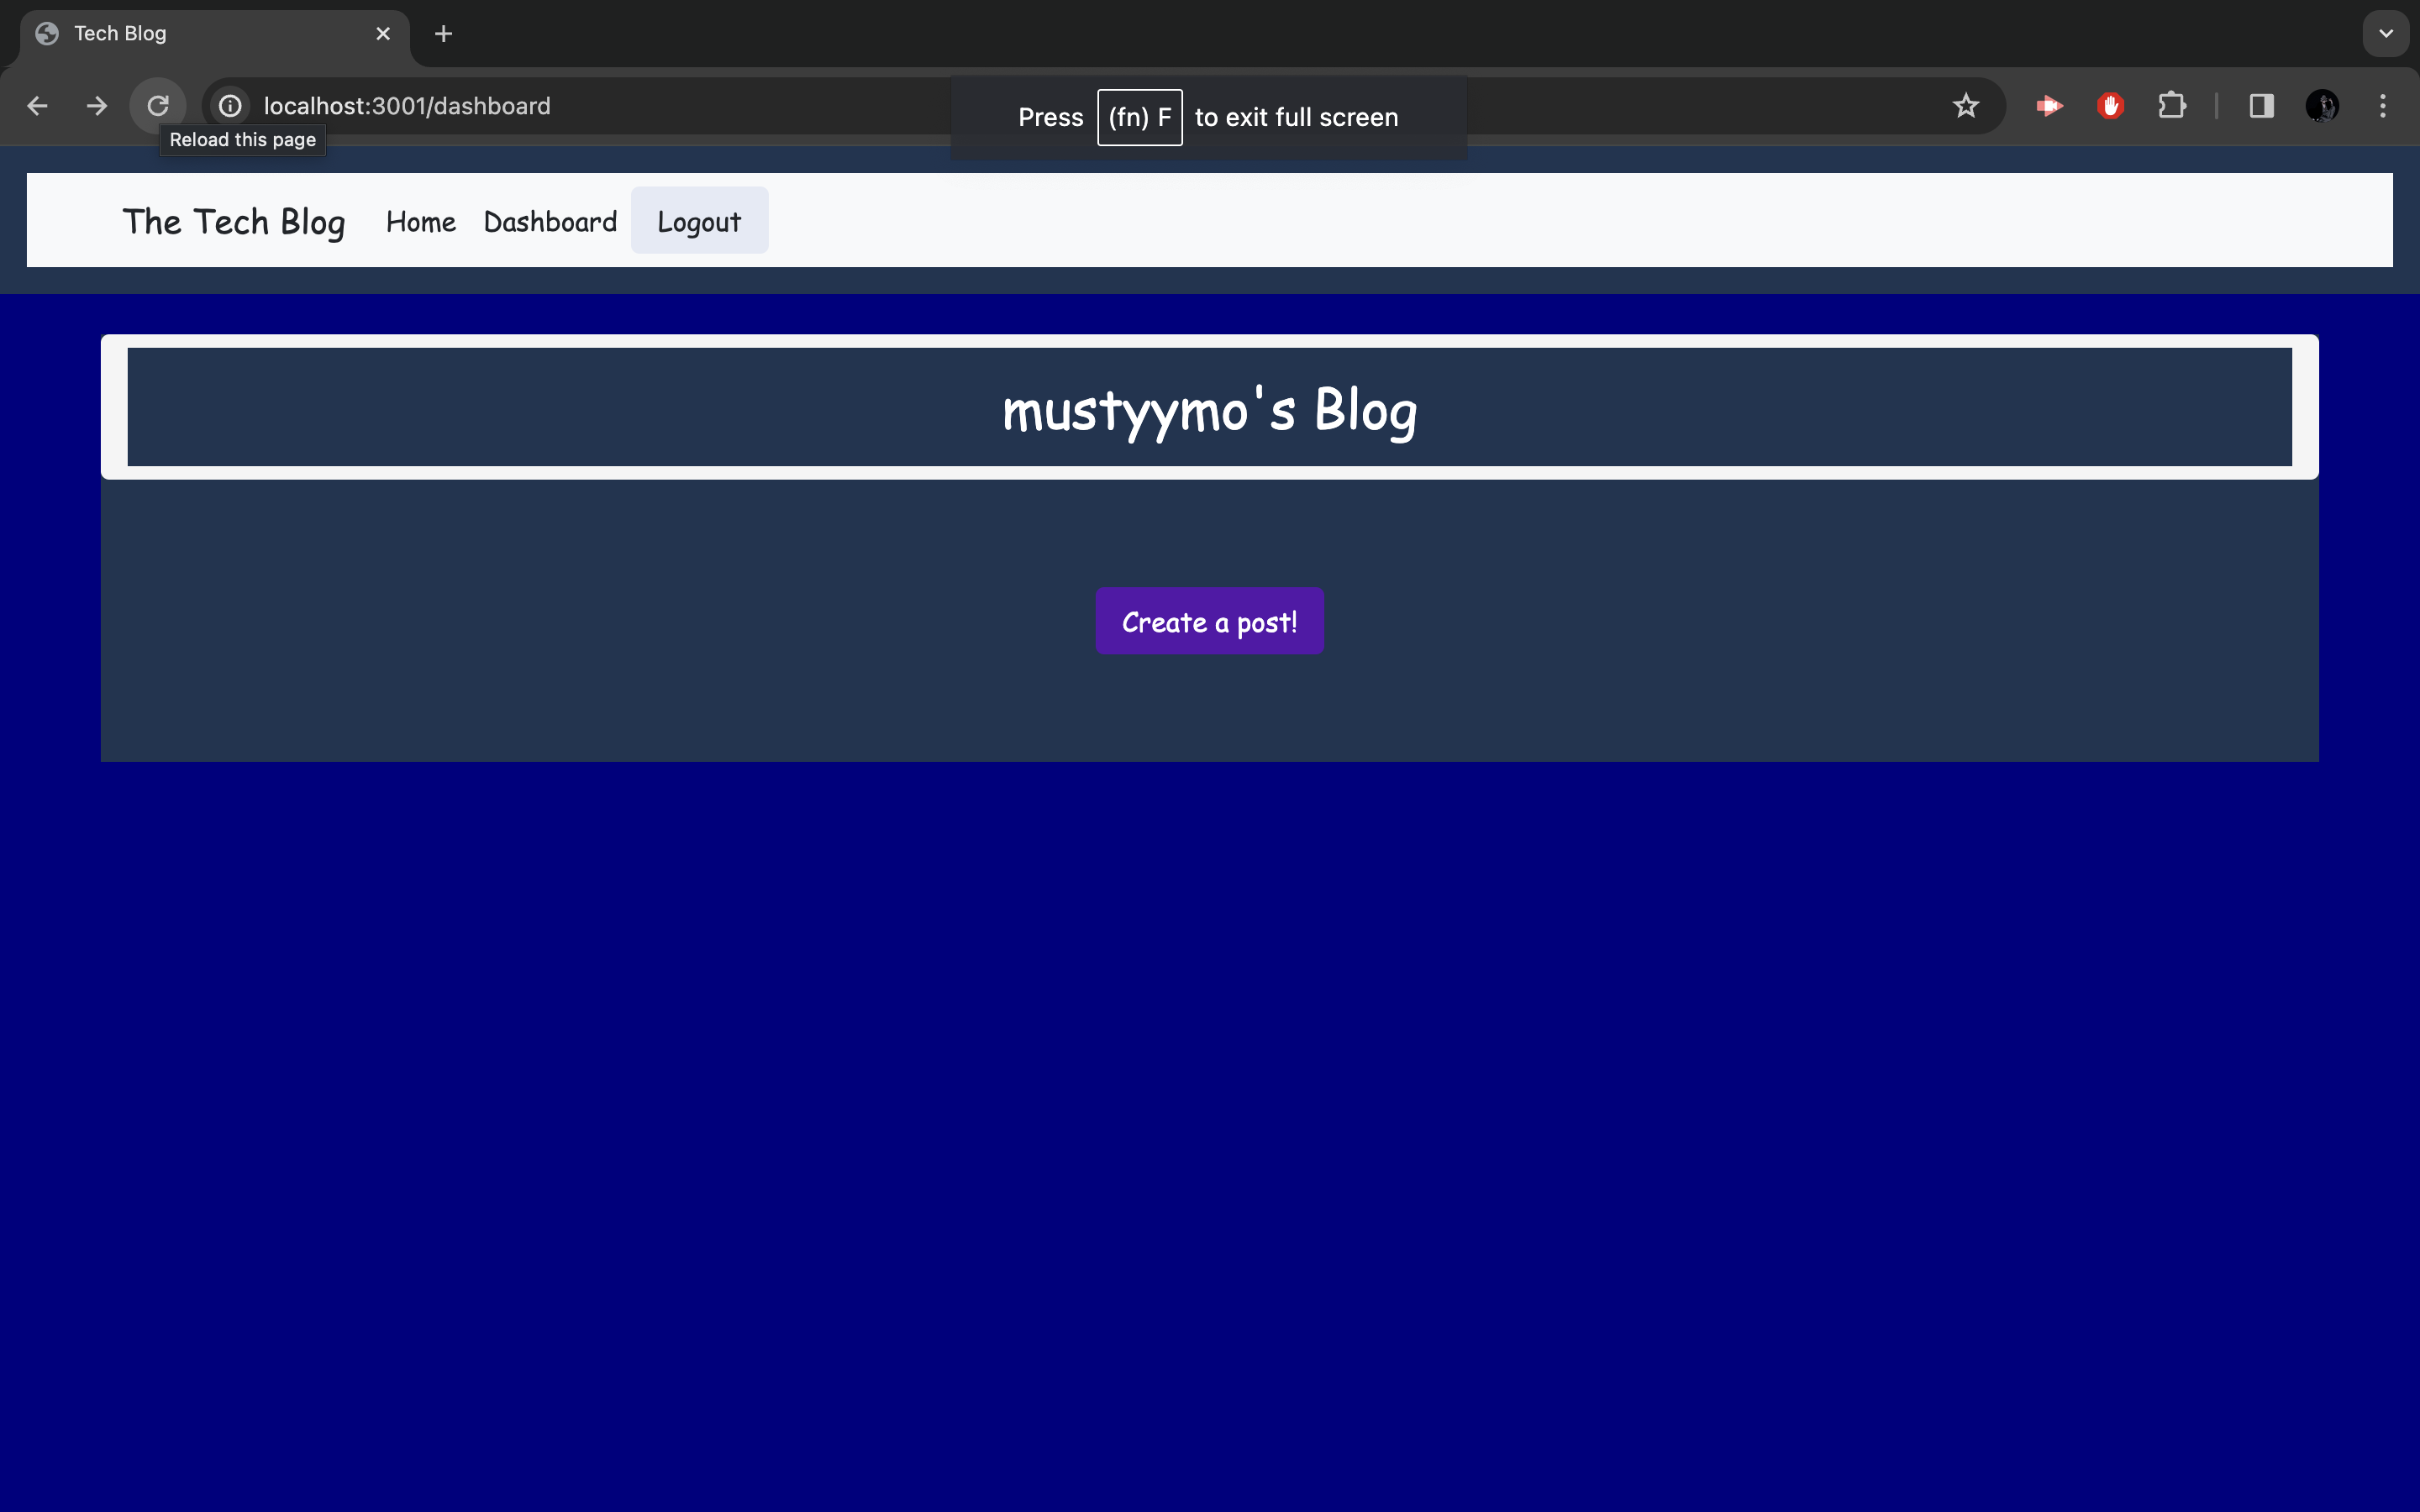 Tech Blog
localhost:3001/dashboard
Press (fn) F to exit full screen
Reload this page
The Tech Blog Home Dashboard Logout
mustyymo's Blog
Create a post!